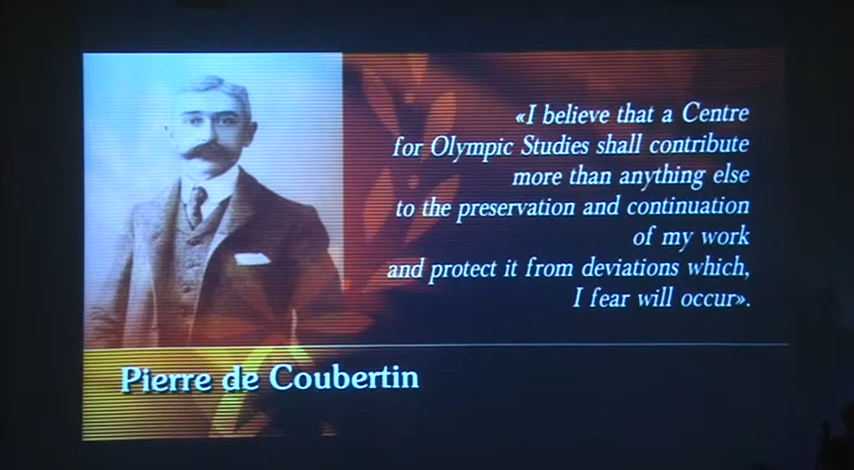 «I believe that a Centre
for Olympic Studies shall contribute
more than anything else
to the preservation and continuation
of my work
and protect it from deviations which,
I fear will occur».
Pierre de Coubertin